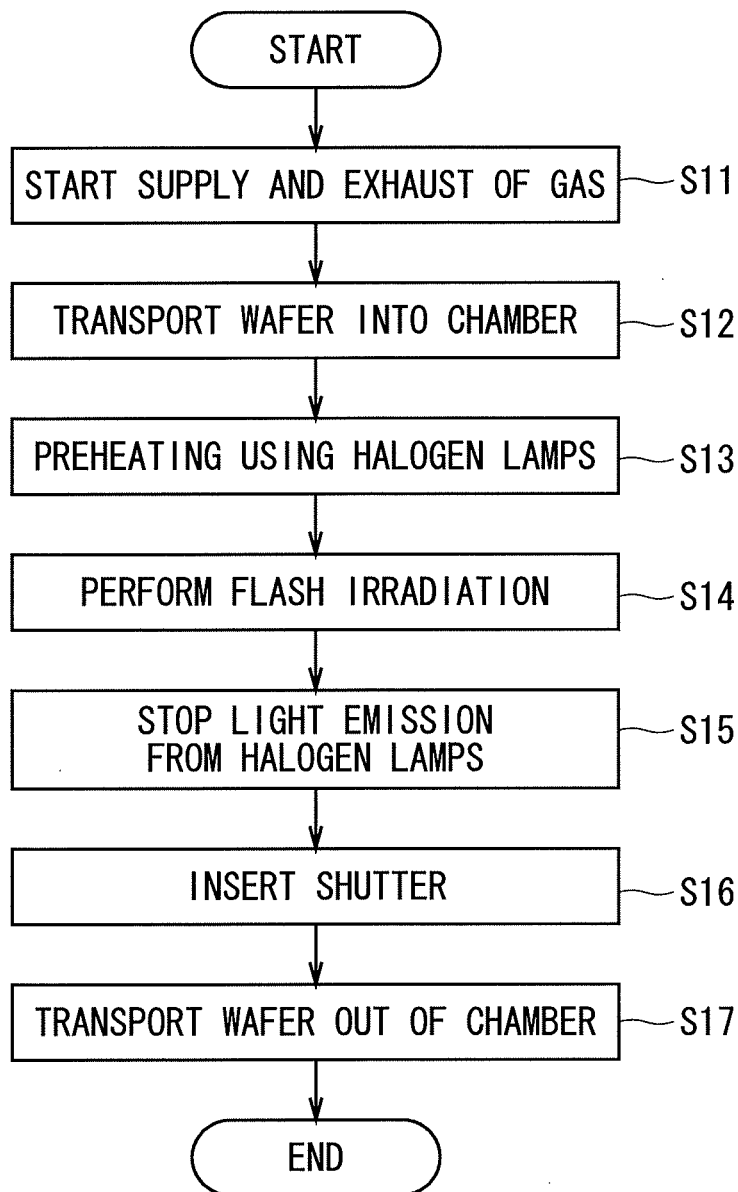 START
START SUPPLY AND EXHAUST OF GAS
S11
TRANSPORT WAFER INTO CHAMBER
S12
PREHEATING USING HALOGEN LAMPS
S13
PERFORM FLASH IRRADIATION
S14
STOP LIGHT EMISSION
FROM HALOGEN LAMPS
S15
INSERT SHUTTER
S16
TRANSPORT WAFER OUT OF CHAMBER
S17
END